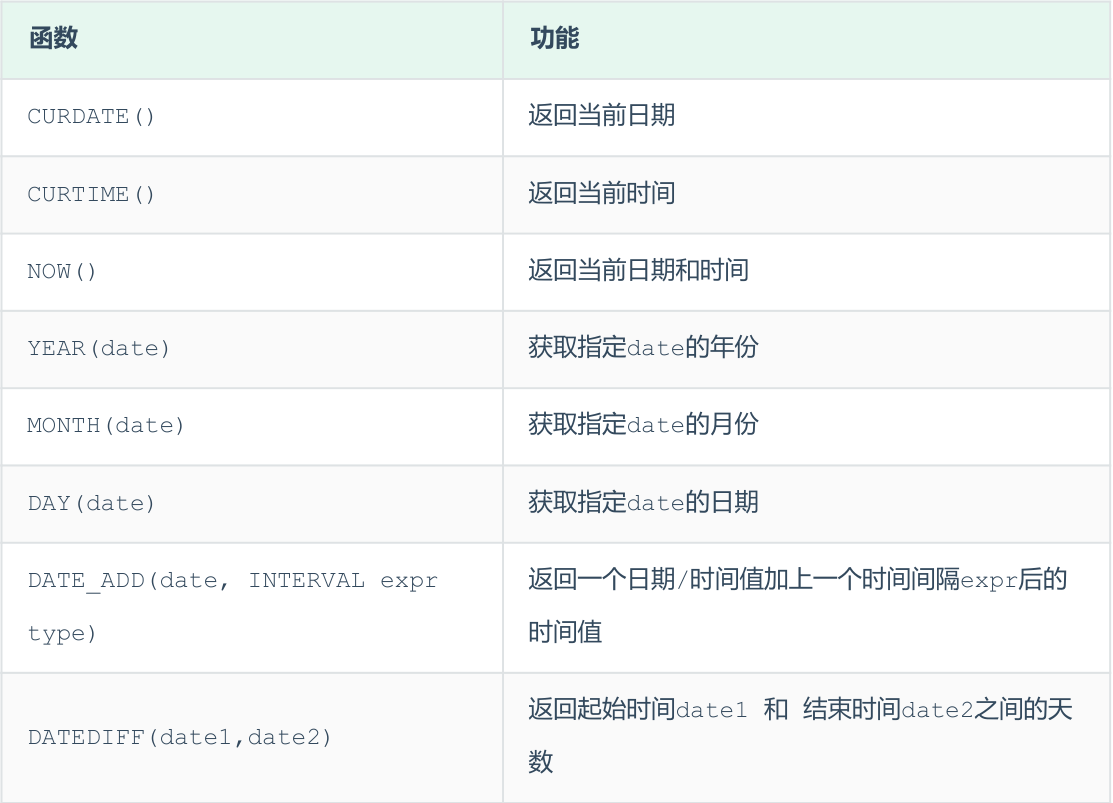 函数 功能
CURDATE() 返回当前日期
CURTIME() 返回当前时间
NOW() 返回当前日期和时间
YEAR(date) 获取指定date的年份
MONTH(date) 获取指定date的月份
DAY(date) 获取指定date的日期
DATE_ADD(date, INTERVAL expr
type)
返回一个日期/时间值加上一个时间间隔expr后的
时间值
DATEDIFF(date1,date2)
返回起始时间date1 和 结束时间date2之间的天
数